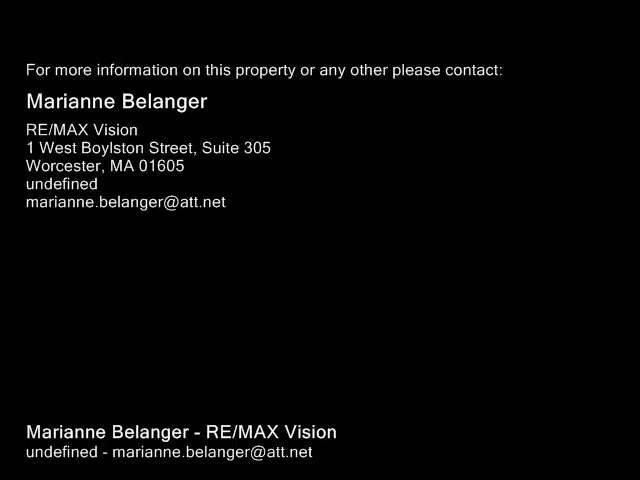 For more information on this property or any other please contact:
Marianne Belanger
RE/MAX Vision
1 West Boylston Street, Suite 305
Worcester, MA 01605
undefined
marianne.belanger@att.net
Marianne Belanger - RE/MAX Vision
undefined - marianne.belanger@att.net